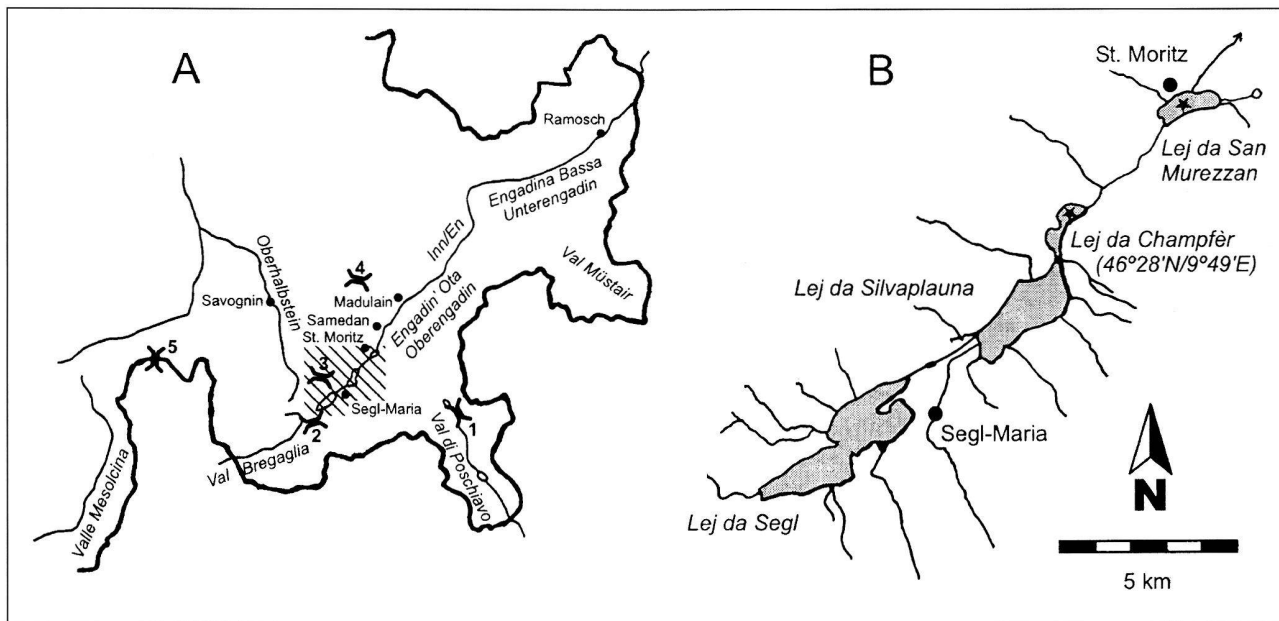 A
Ramosch
Engadina Bassa
Unterengadin
Inn/En
Oberhalbstein
4
Val Müstair
Savognin
Madulain
Samedan
St. Moritz
Engadin' Ota
Oberengadin
5
3
Segl-Maria
2
1
Val Bregaglia
Val di Poschiavo
Valle Mesolcina
B
St. Moritz
Lej da San
Murezzan
Lej da Champfèr
(46°28'N/9°49'E)
Lej da Silvaplauna
Segl-Maria
Lej da Segl
N
5 km